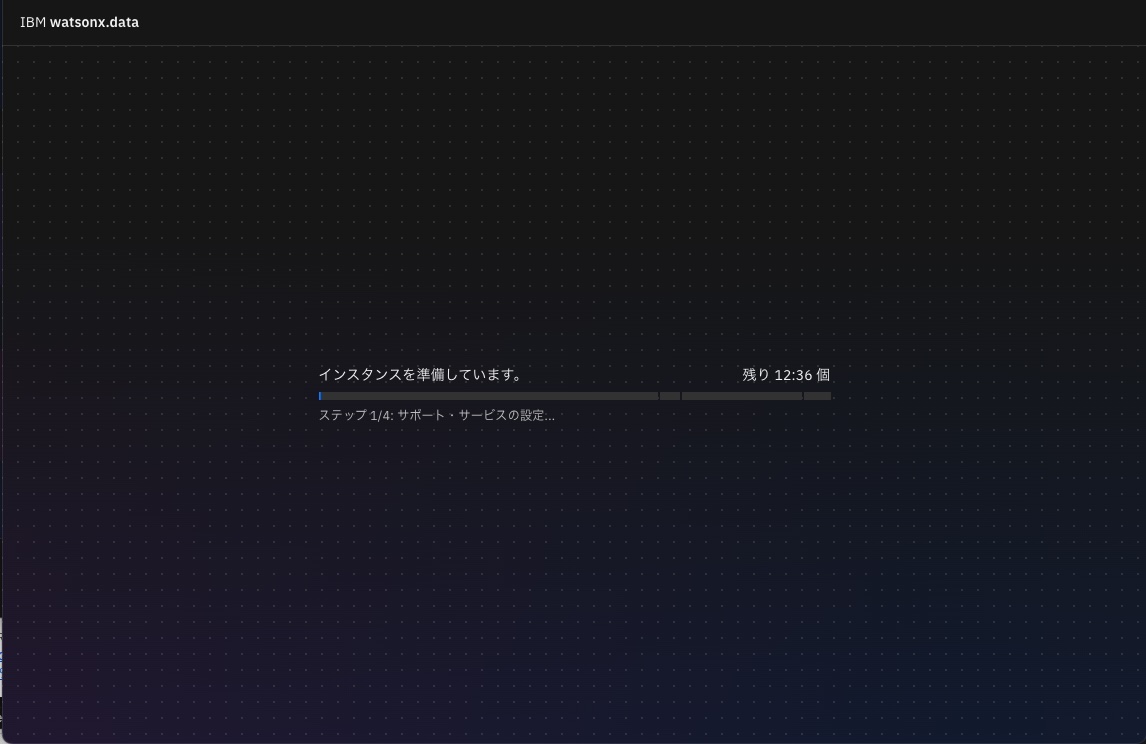 IBM watsonx.data
インスタンスを準備しています。
残り 12:36 個
ステップ 1/4: サポート・サービスの設定...